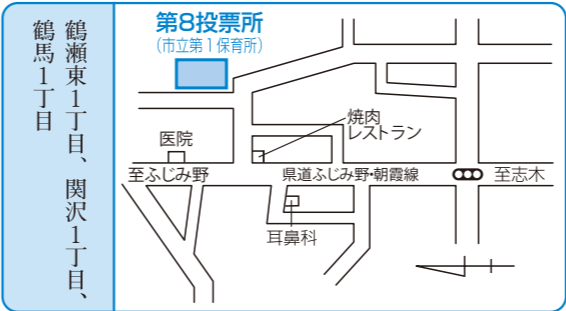 鶴瀬東1丁目、関沢1丁目、
鶴馬1丁目
第8投票所
(市立第1保育所)
焼肉
レストラン
医院
至ふじみ野
県道ふじみ野・朝霞線
至志木
耳鼻科